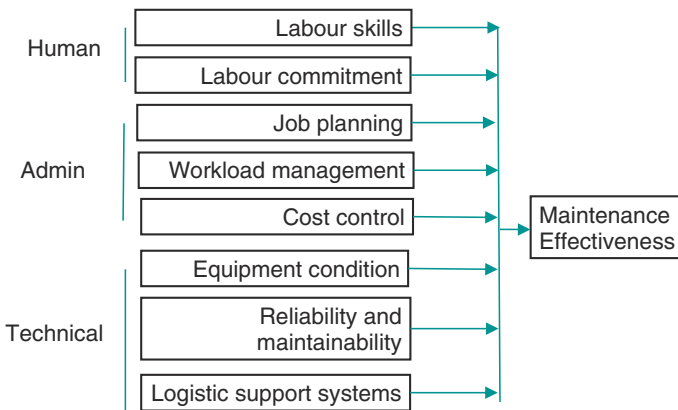 Human
Labour skills
Labour commitment
Admin
Job planning
Workload management
Cost control
Technical
Equipment condition
Reliability and
maintainability
Logistic support systems
Maintenance
Effectiveness